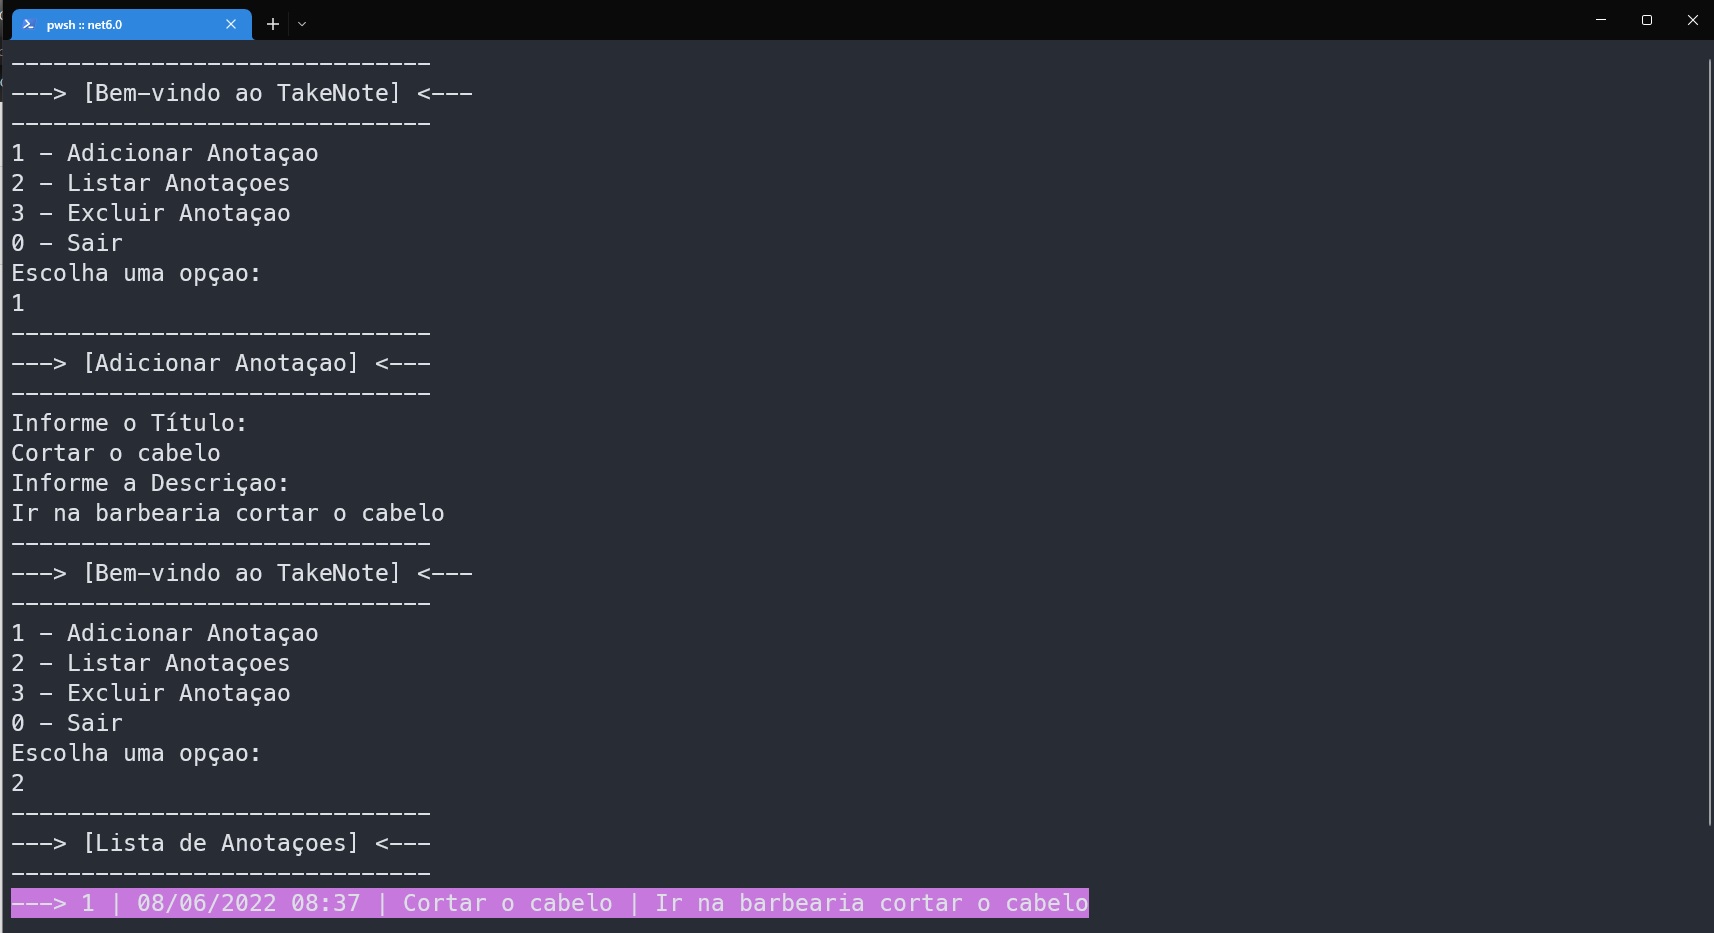 pwsh :: net6.0
------------------------------
---> [Bem-vindo ao TakeNote] <---
------------------------------
1 - Adicionar Anotaçao
2 - Listar Anotaçoes
3 - Excluir Anotaçao
0 - Sair
Escolha uma opçao:
1
------------------------------
---> [Adicionar Anotaçao] <---
------------------------------
Informe o Título:
Cortar o cabelo
Informe a Descriçao:
Ir na barbearia cortar o cabelo
------------------------------
---> [Bem-vindo ao TakeNote] <---
------------------------------
1 - Adicionar Anotaçao
2 - Listar Anotaçoes
3 - Excluir Anotaçao
0 - Sair
Escolha uma opçao:
2
------------------------------
---> [Lista de Anotaçoes] <---
------------------------------
---> 1 | 08/06/2022 08:37 | Cortar o cabelo | Ir na barbearia cortar o cabelo